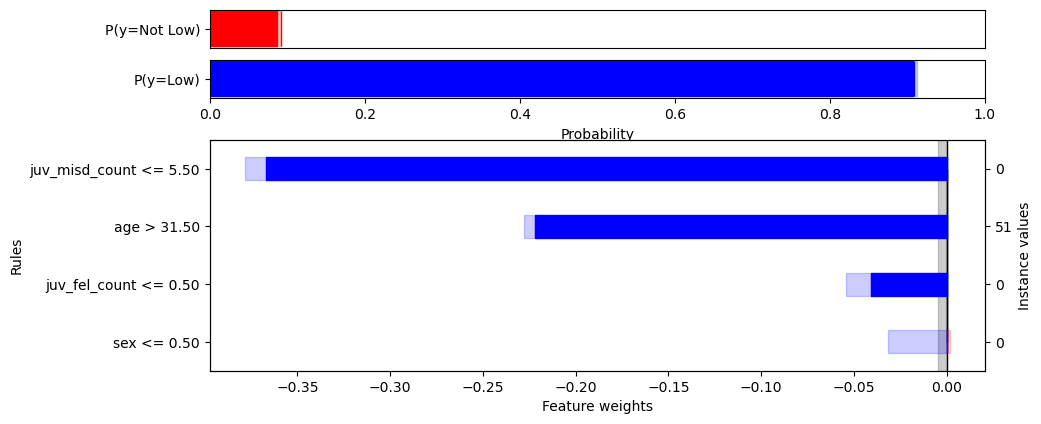 P(y=Not Low)
P(y=Low)
0.0 0.2 0.4 0.6 0.8 1.0
Probability
juv_misd_count <= 5.50 0
age > 31.50 51
juv_fel_count <= 0.50 0
sex <= 0.50 0
Rules
Instance values
−0.35 −0.30 −0.25 −0.20 −0.15 −0.10 −0.05 0.00
Feature weights